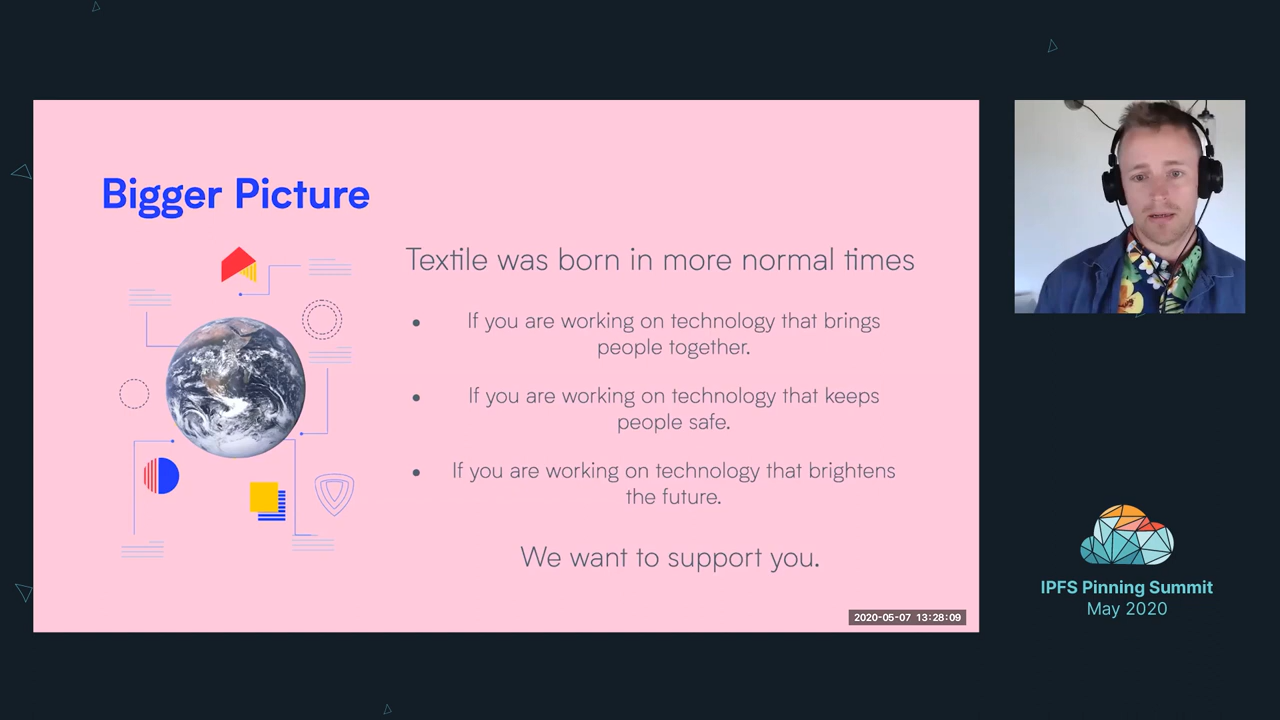 Bigger Picture
Textile was born in more normal times
● If you are working on technology that brings
people together.
● If you are working on technology that keeps
people safe.
● If you are working on technology that brightens
the future.
We want to support you.
2020-05-07 13:28:09
IPFS Pinning Summit
May 2020